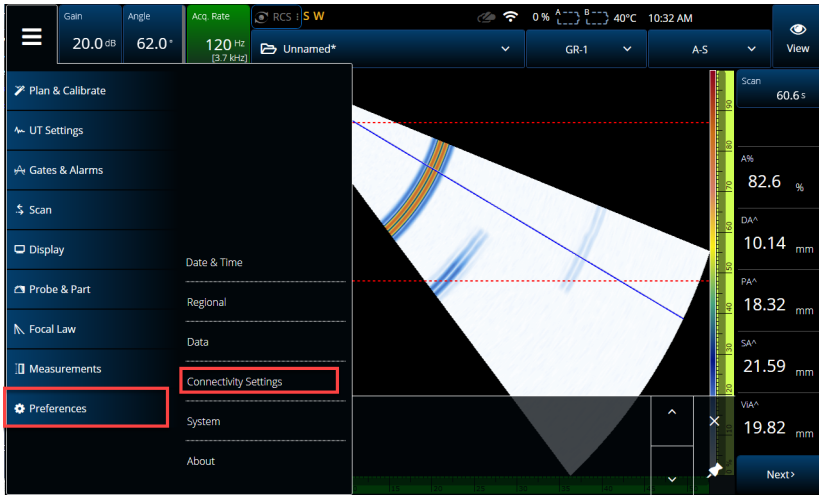 Gain
20.0 dB
Angle
62.0 °
Acq. Rate
120 Hz
[3.7 kHz]
RCS
S W
0 %
A
B
40°C
10:32 AM
Unnamed*
GR-1
A-S
View
Plan & Calibrate
UT Settings
Gates & Alarms
Scan
Display
Probe & Part
Focal Law
Measurements
Preferences
Date & Time
Regional
Data
Connectivity Settings
System
About
Scan
60.6 s
A%
82.6 %
DA^
10.14 mm
PA^
18.32 mm
SA^
21.59 mm
ViA^
19.82 mm
Next>